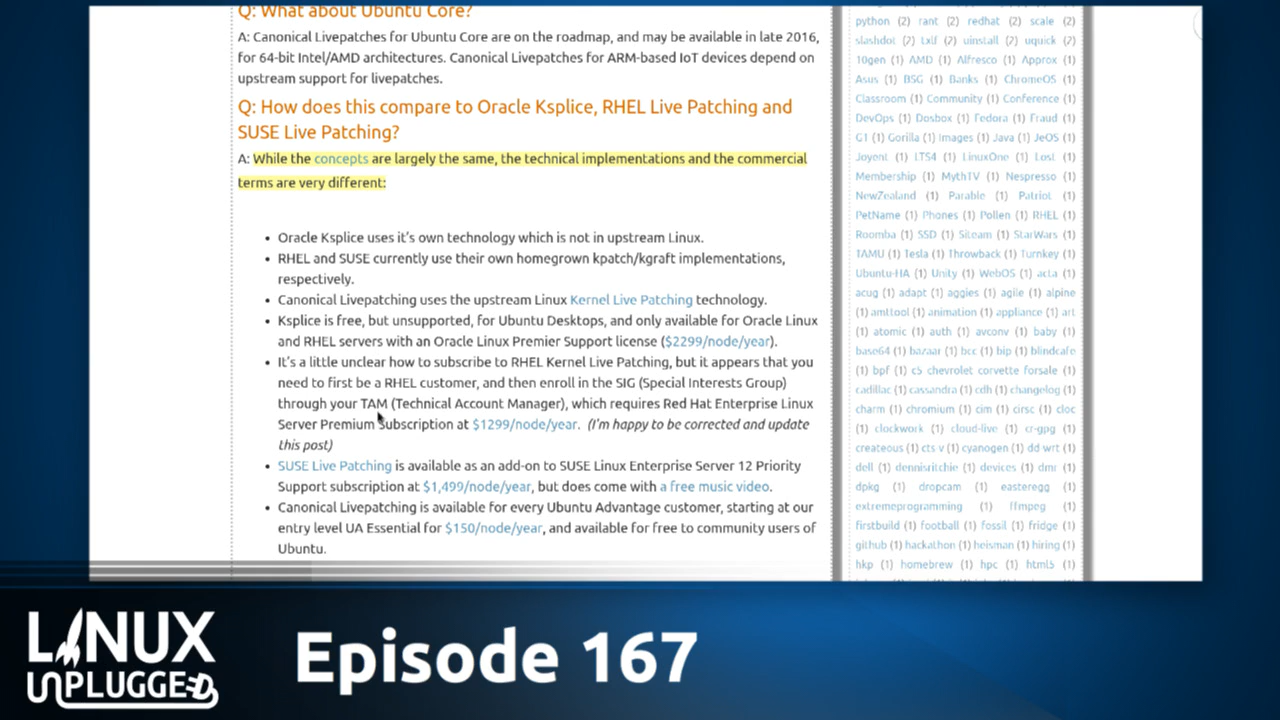 Q: What about Ubuntu Core?
A: Canonical Livepatches for Ubuntu Core are on the roadmap, and may be available in late 2016,
for 64-bit Intel/AMD architectures. Canonical Livepatches for ARM-based IoT devices depend on
upstream support for livepatches.
Q: How does this compare to Oracle Ksplice, RHEL Live Patching and
SUSE Live Patching?
A: While the concepts are largely the same, the technical implementations and the commercial
terms are very different:
• Oracle Ksplice uses it's own technology which is not in upstream Linux.
• RHEL and SUSE currently use their own homegrown kpatch/kgraft implementations,
respectively.
• Canonical Livepatching uses the upstream Linux Kernel Live Patching technology.
• Ksplice is free, but unsupported, for Ubuntu Desktops, and only available for Oracle Linux
and RHEL servers with an Oracle Linux Premier Support license ($2299/node/year).
• It's a little unclear how to subscribe to RHEL Kernel Live Patching, but it appears that you
need to first be a RHEL customer, and then enroll in the SIG (Special Interests Group)
through your TAM (Technical Account Manager), which requires Red Hat Enterprise Linux
Server Premium Subscription at $1299/node/year. (I'm happy to be corrected and update
this post)
• SUSE Live Patching is available as an add-on to SUSE Linux Enterprise Server 12 Priority
Support subscription at $1,499/node/year, but does come with a free music video.
• Canonical Livepatching is available for every Ubuntu Advantage customer, starting at our
entry level UA Essential for $150/node/year, and available for free to community users of
Ubuntu.
python (2) rant (2) redhat (2) scale (2)
slashdot (2) txlf (2) uinstall (2) uquick (2)
10gen (1) AMD (1) Alfresco (1) Approx (1)
Asus (1) BSG (1) Banks (1) ChromeOS (1)
Classroom (1) Community (1) Conference (1)
DevOps (1) Dosbox (1) Fedora (1) Fraud (1)
G1 (1) Gorilla (1) Images (1) Java (1) JeOS (1)
Joyent (1) LTS4 (1) LinuxOne (1) Lost (1)
Membership (1) MythTV (1) Nespresso (1)
NewZealand (1) Parable (1) Patriot (1)
PetName (1) Phones (1) Pollen (1) RHEL (1)
Roomba (1) SSD (1) Siteam (1) StarWars (1)
TAMU (1) Tesla (1) Throwback (1) Turnkey (1)
Ubuntu-HA (1) Unity (1) WebOS (1) acta (1)
acug (1) adapt (1) aggies (1) agile (1) alpine
(1) amttool (1) animation (1) appliance (1) art
(1) atomic (1) auth (1) avconv (1) baby (1)
base64 (1) bazaar (1) bcc (1) bip (1) blindcafe
(1) bpf (1) c5 chevrolet corvette forsale (1)
cadillac (1) cassandra (1) cdh (1) changelog (1)
charm (1) chromium (1) cim (1) cirsc (1) cloc
(1) clockwork (1) cloud-live (1) cr-gpg (1)
createous (1) cts-v (1) cyanogen (1) dd wrt (1)
dell (1) dennisritchie (1) devices (1) dmr (1)
dpkg (1) dropcam (1) easteregg (1)
extremeprogramming (1) ffmpeg (1)
firstbuild (1) football (1) fossil (1) fridge (1)
github (1) hackathon (1) heisman (1) hiring (1)
hkp (1) homebrew (1) hpc (1) html5 (1)
LINUX
UNPLUGGED
Episode 167